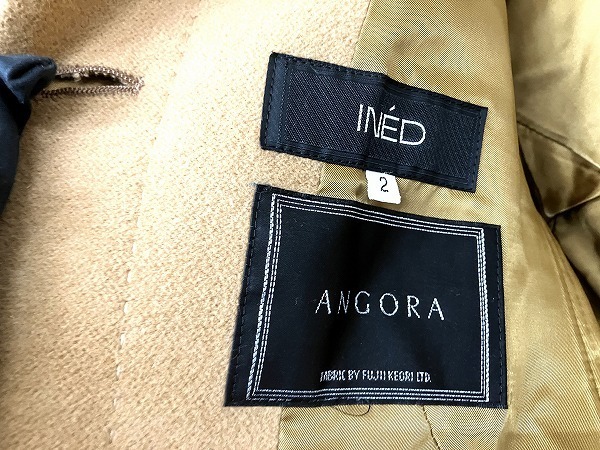 INÉD
2
ANGORA
FABRIC BY FUJII KEORI LTD.